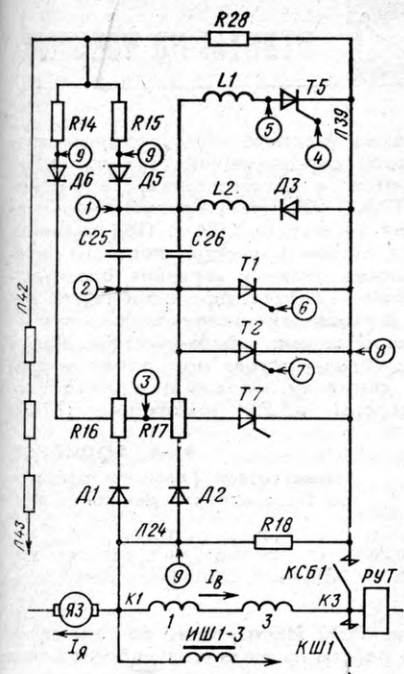 R28
L1
T5
R14
R15
5
Л39
9
9
4
Д6
Д5
L2
Д3
1
C25
C26
2
T1
6
Л42
T2
8
3
7
T7
R16
R17
Д1
Д2
Л43
Л24
R18
9
КСБ1
РУТ
ЯЗ
К1
Iв
К3
Iя
1
3
ИШ1-3
КШ1